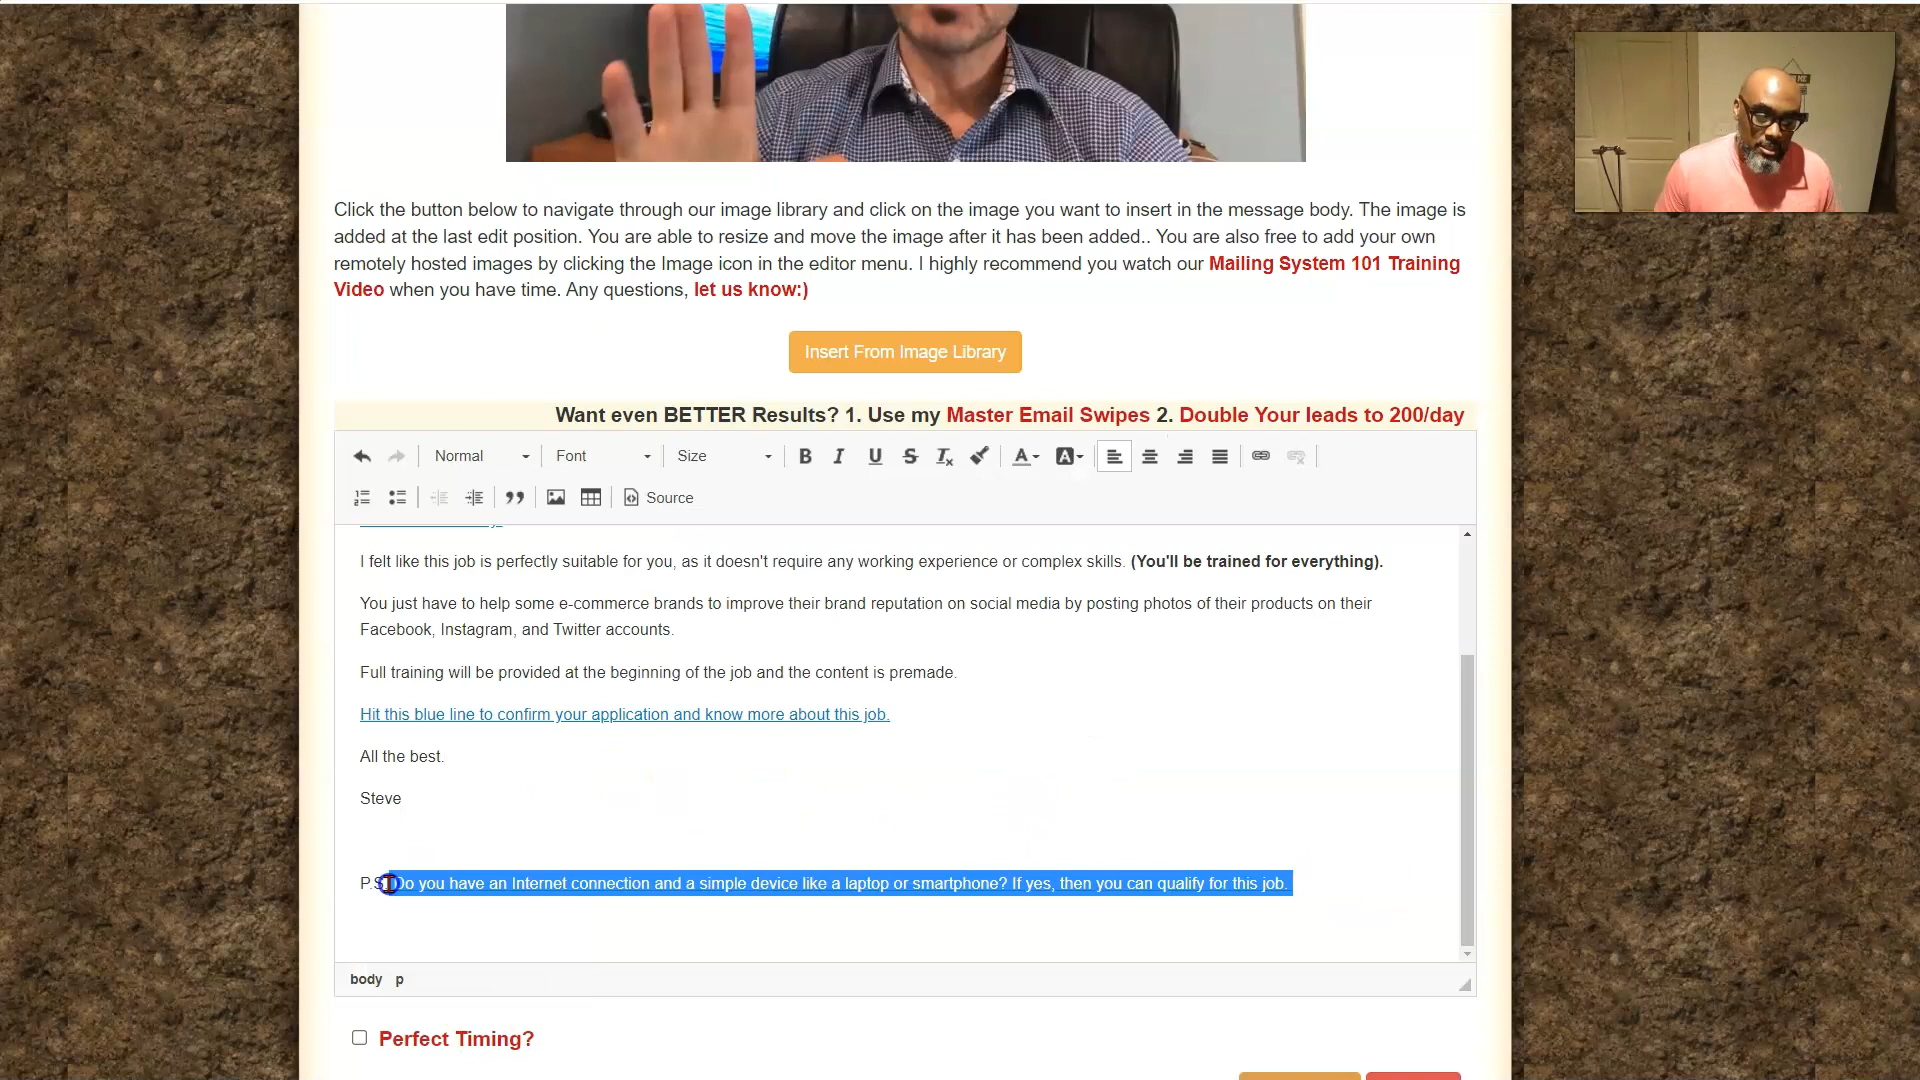 Click the button below to navigate through our image library and click on the image you want to insert in the message body. The image is
added at the last edit position. You are able to resize and move the image after it has been added.. You are also free to add your own
remotely hosted images by clicking the Image icon in the editor menu. I highly recommend you watch our Mailing System 101 Training
Video when you have time. Any questions, let us know:)
Insert From Image Library
Want even BETTER Results? 1. Use my Master Email Swipes 2. Double Your leads to 200/day
Normal Font Size
Source
I felt like this job is perfectly suitable for you, as it doesn't require any working experience or complex skills. (You'll be trained for everything).
You just have to help some e-commerce brands to improve their brand reputation on social media by posting photos of their products on their
Facebook, Instagram, and Twitter accounts.
Full training will be provided at the beginning of the job and the content is premade.
Hit this blue line to confirm your application and know more about this job.
All the best.
Steve
P.S. Do you have an Internet connection and a simple device like a laptop or smartphone? If yes, then you can qualify for this job.
body p
Perfect Timing?